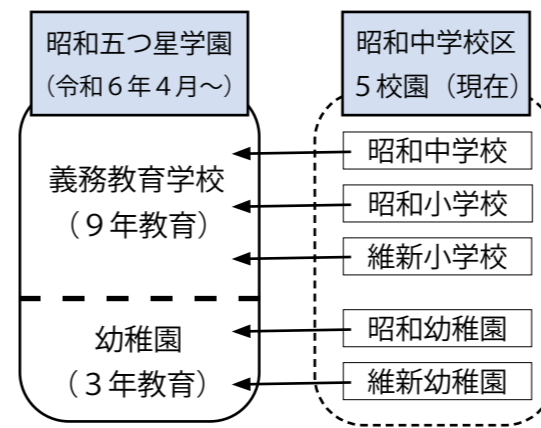 昭和五つ星学園
（令和６年４月～）
義務教育学校
（９年教育）
幼稚園
（３年教育）
昭和中学校区
５校園（現在）
昭和中学校
昭和小学校
維新小学校
昭和幼稚園
維新幼稚園